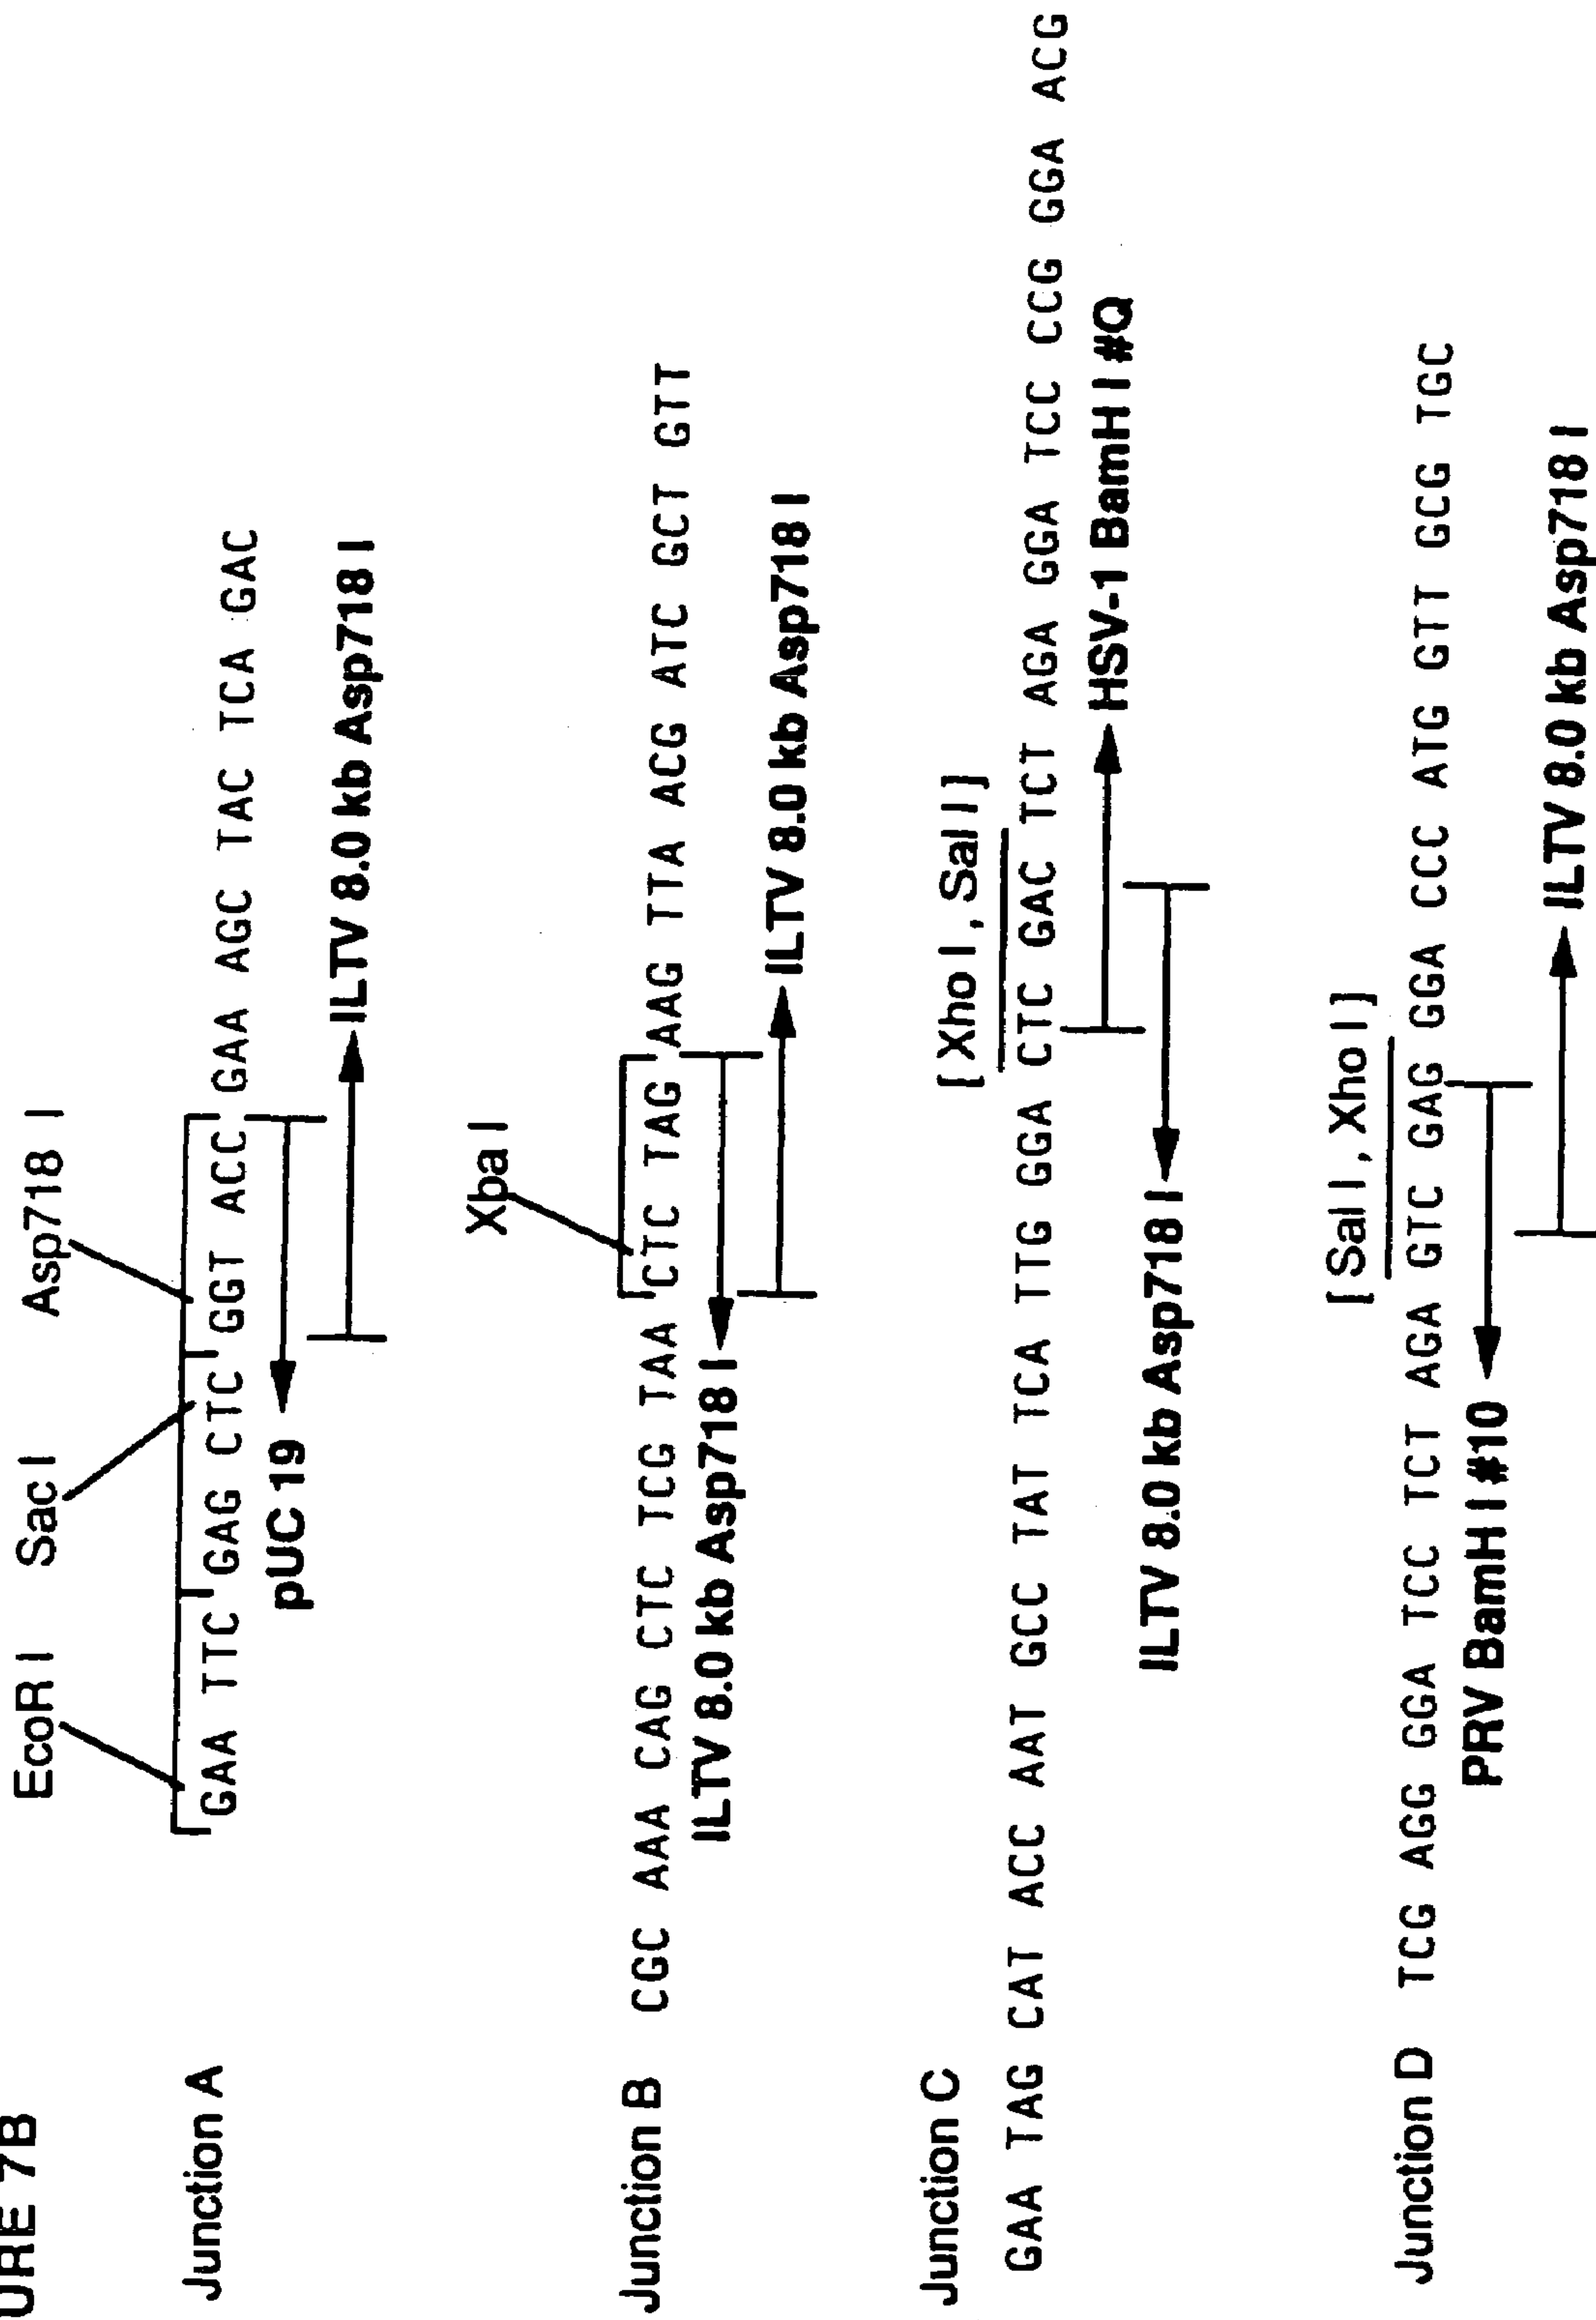 URE 7B
EcoR I Sac I Asp718 I
Junction A GAA TTC GAG CTC GGT ACC GAA AGC TAC TCA GAC
pUC 19
ILTV 8.0 kb Asp718 I
Xba I
Junction B CGC AAA CAG CTC TCG TAA CTC TAG AAG TTA ACG ATC GCT GTT
ILTV 8.0 kb Asp718 I
ILTV 8.0 kb Asp718 I
Junction C
[ Xho I , Sal I ]
GAA TAG CAT ACC AAT GCC TAT TCA TTG GGA CTC GAC TCT AGA GGA TCC CCG GGA ACG
HSV-1 BamH I #Q
ILTV 8.0 kb Asp718 I
[ Sal I , Xho I ]
Junction D TCG AGG GGA TCC TCT AGA GTC GAG GGA CCC ATG GTT GCG TGC
PRV BamH I #10
ILTV 8.0 kb Asp718 I